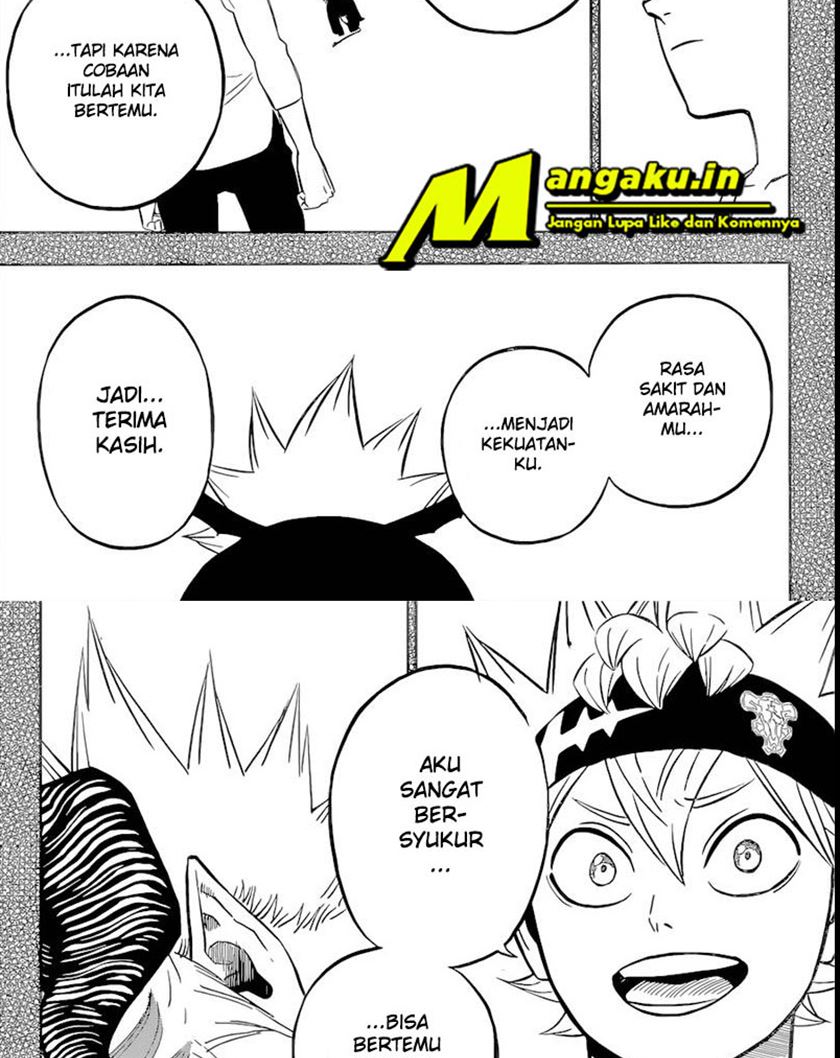 ...TAPI KARENA
COBAAN
ITULAH KITA
BERTEMU.
Mangaku.in
Jangan Lupa Like dan Komennya
RASA
SAKIT DAN
AMARAH-
MU...
...MENJADI
KEKUATAN-
KU.
JADI...
TERIMA
KASIH.
AKU
SANGAT
BER-
SYUKUR
...
...BISA
BERTEMU